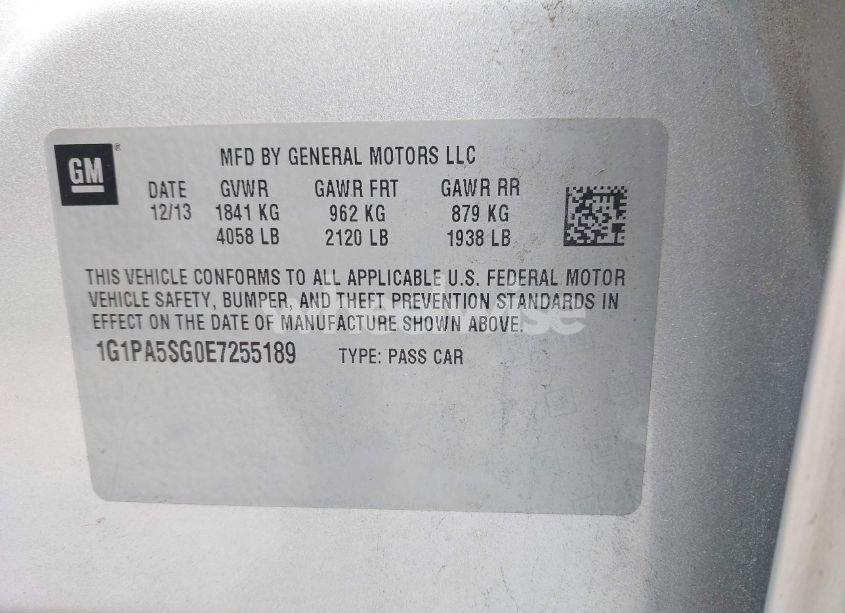 GM®
MFD BY GENERAL MOTORS LLC
DATE GVWR GAWR FRT GAWR RR
12/13 1841 KG 962 KG 879 KG
4058 LB 2120 LB 1938 LB
THIS VEHICLE CONFORMS TO ALL APPLICABLE U.S. FEDERAL MOTOR
VEHICLE SAFETY, BUMPER, AND THEFT PREVENTION STANDARDS IN
EFFECT ON THE DATE OF MANUFACTURE SHOWN ABOVE.
1G1PA5SG0E7255189 TYPE: PASS CAR